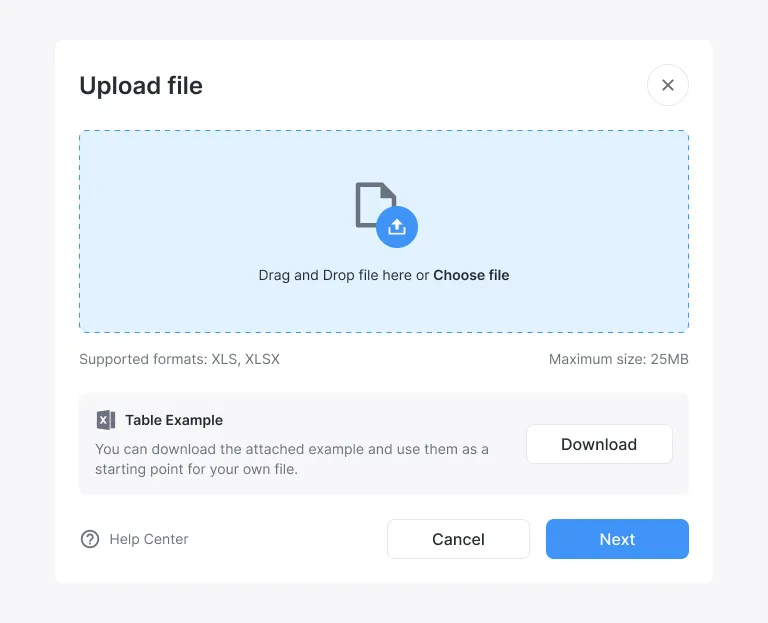 Upload file
Drag and Drop file here or Choose file
Supported formats: XLS, XLSX
Maximum size: 25MB
Table Example
You can download the attached example and use them as a
starting point for your own file.
Download
Help Center
Cancel
Next